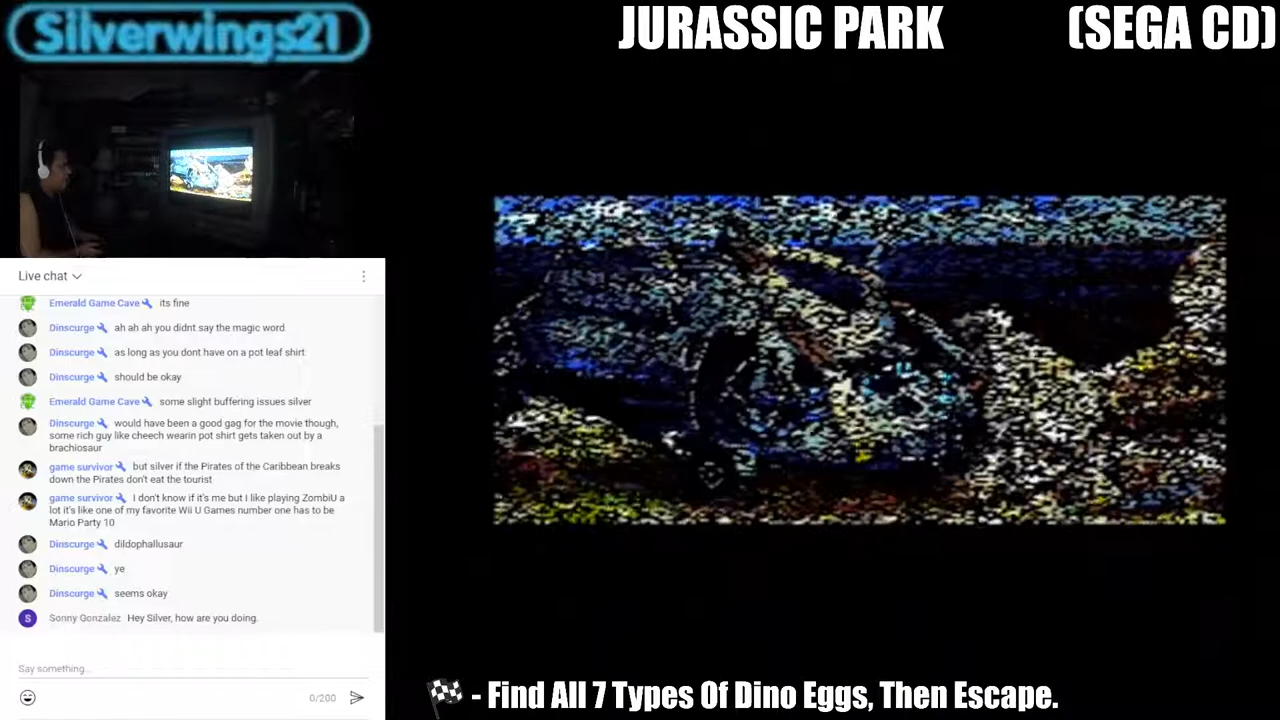 Silverwings21
JURASSIC PARK (SEGA CD)
Live chat
Emerald Game Cave its fine
Dinscurge ah ah ah you didnt say the magic word
Dinscurge as long as you dont have on a pot leaf shirt
Dinscurge should be okay
Emerald Game Cave some slight buffering issues silver
Dinscurge would have been a good gag for the movie though,
some rich guy like cheech wearin pot shirt gets taken out by a
brachiosaur
game survivor but silver if the Pirates of the Caribbean breaks
down the Pirates don't eat the tourist
game survivor I don't know if it's me but I like playing ZombiU a
lot it's like one of my favorite Wii U Games number one has to be
Mario Party 10
Dinscurge dildophallusaur
Dinscurge ye
Dinscurge seems okay
S Sonny Gonzalez Hey Silver, how are you doing.
Say something...
0/200
- Find All 7 Types Of Dino Eggs, Then Escape.